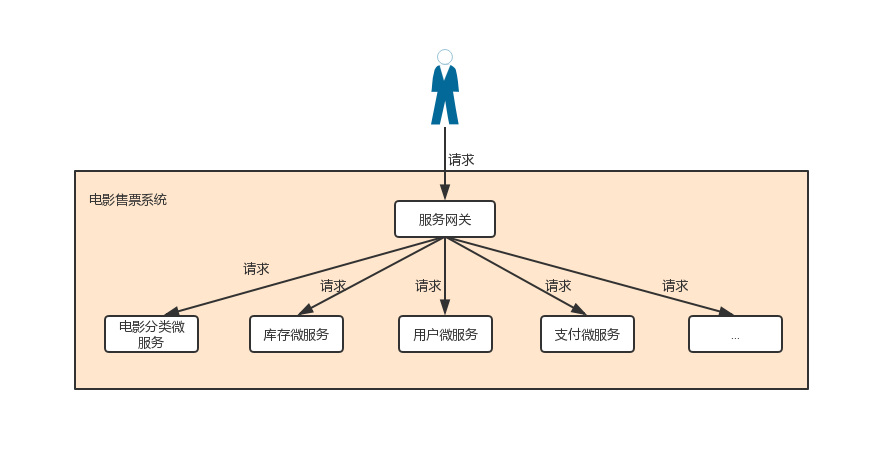 请求
电影售票系统
服务网关
请求
请求
请求
请求
请求
电影分类微
服务
库存微服务
用户微服务
支付微服务
...